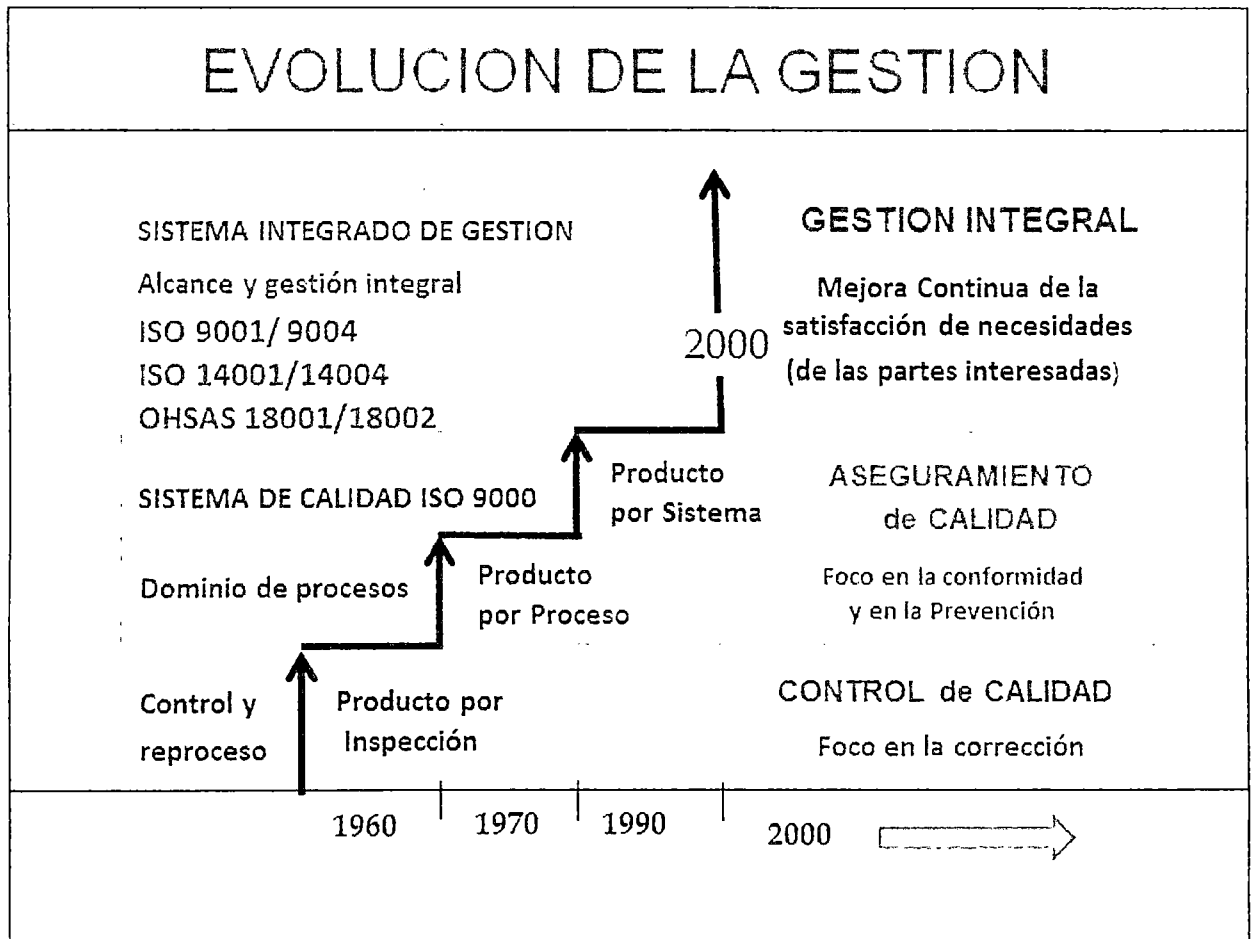 EVOLUCION DE LA GESTION
SISTEMA INTEGRADO DE GESTION
Alcance y gestión integral
ISO 9001/ 9004
ISO 14001/14004
OHSAS 18001/18002
2000
GESTION INTEGRAL
Mejora Continua de la
satisfacción de necesidades
(de las partes interesadas)
SISTEMA DE CALIDAD ISO 9000
Producto
por Sistema
ASEGURAMIENTO
de CALIDAD
Dominio de procesos
Producto
por Proceso
Foco en la conformidad
y en la Prevención
Control y
reproceso
Producto por
Inspección
CONTROL de CALIDAD
Foco en la corrección
1960
1970
1990
2000